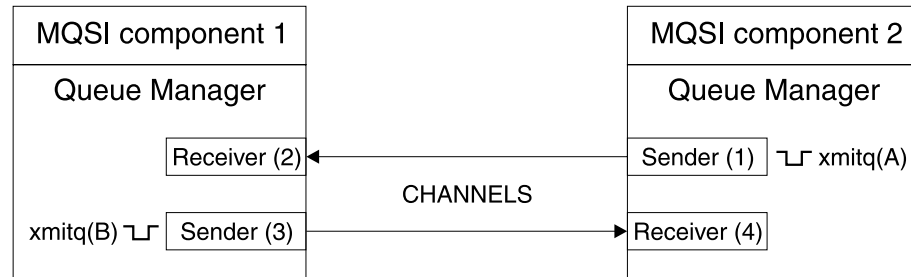 MQSI component 1
MQSI component 2
Queue Manager
Queue Manager
Receiver (2)
Sender (1)
xmitq(A)
CHANNELS
xmitq(B)
Sender (3)
Receiver (4)